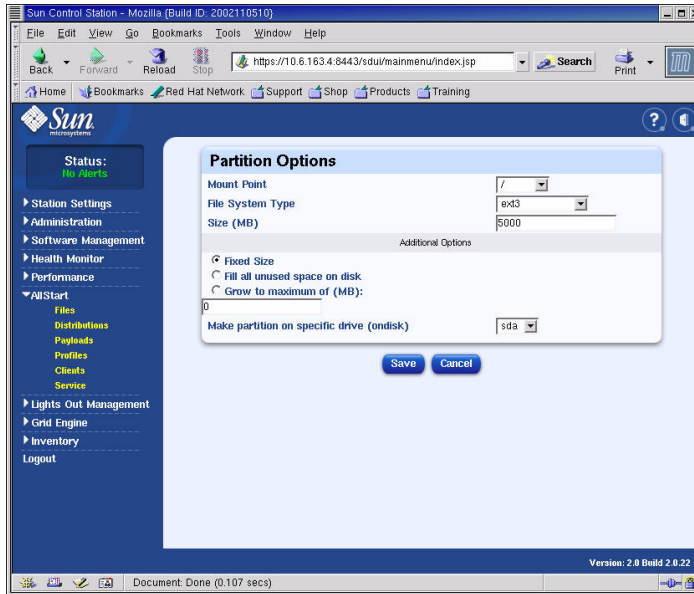 Sun Control Station - Mozilla {Build ID: 2002110510}
File Edit View Go Bookmarks Tools Window Help
Back Forward Reload Stop https://10.6.163.4:8443/sdui/mainmenu/index.jsp Search Print
Home Bookmarks Red Hat Network Support Shop Products Training
Sun
microsystems
?
Status:
No Alerts
Station Settings
Administration
Software Management
Health Monitor
Performance
AllStart
Files
Distributions
Payloads
Profiles
Clients
Service
Lights Out Management
Grid Engine
Inventory
Logout
Partition Options
Mount Point /
File System Type ext3
Size (MB) 5000
Additional Options
Fixed Size
Fill all unused space on disk
Grow to maximum of (MB):
0
Make partition on specific drive (ondisk) sda
Save Cancel
Version: 2.0 Build 2.0.22
Document: Done (0.107 secs)